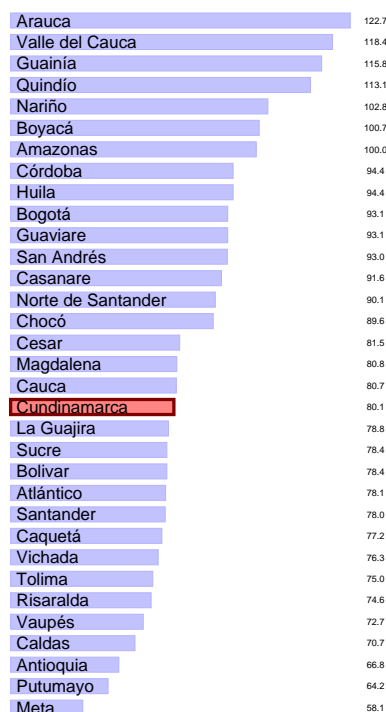 Arauca 122.7
Valle del Cauca 118.4
Guainía 115.8
Quindío 113.1
Nariño 102.8
Boyacá 100.7
Amazonas 100.0
Córdoba 94.4
Huila 94.4
Bogotá 93.1
Guaviare 93.1
San Andrés 93.0
Casanare 91.6
Norte de Santander 90.1
Chocó 89.6
Cesar 81.5
Magdalena 80.8
Cauca 80.7
Cundinamarca 80.1
La Guajira 78.8
Sucre 78.4
Bolivar 78.4
Atlántico 78.1
Santander 78.0
Caquetá 77.2
Vichada 76.3
Tolima 75.0
Risaralda 74.6
Vaupés 72.7
Caldas 70.7
Antioquia 66.8
Putumayo 64.2
Meta 58.1